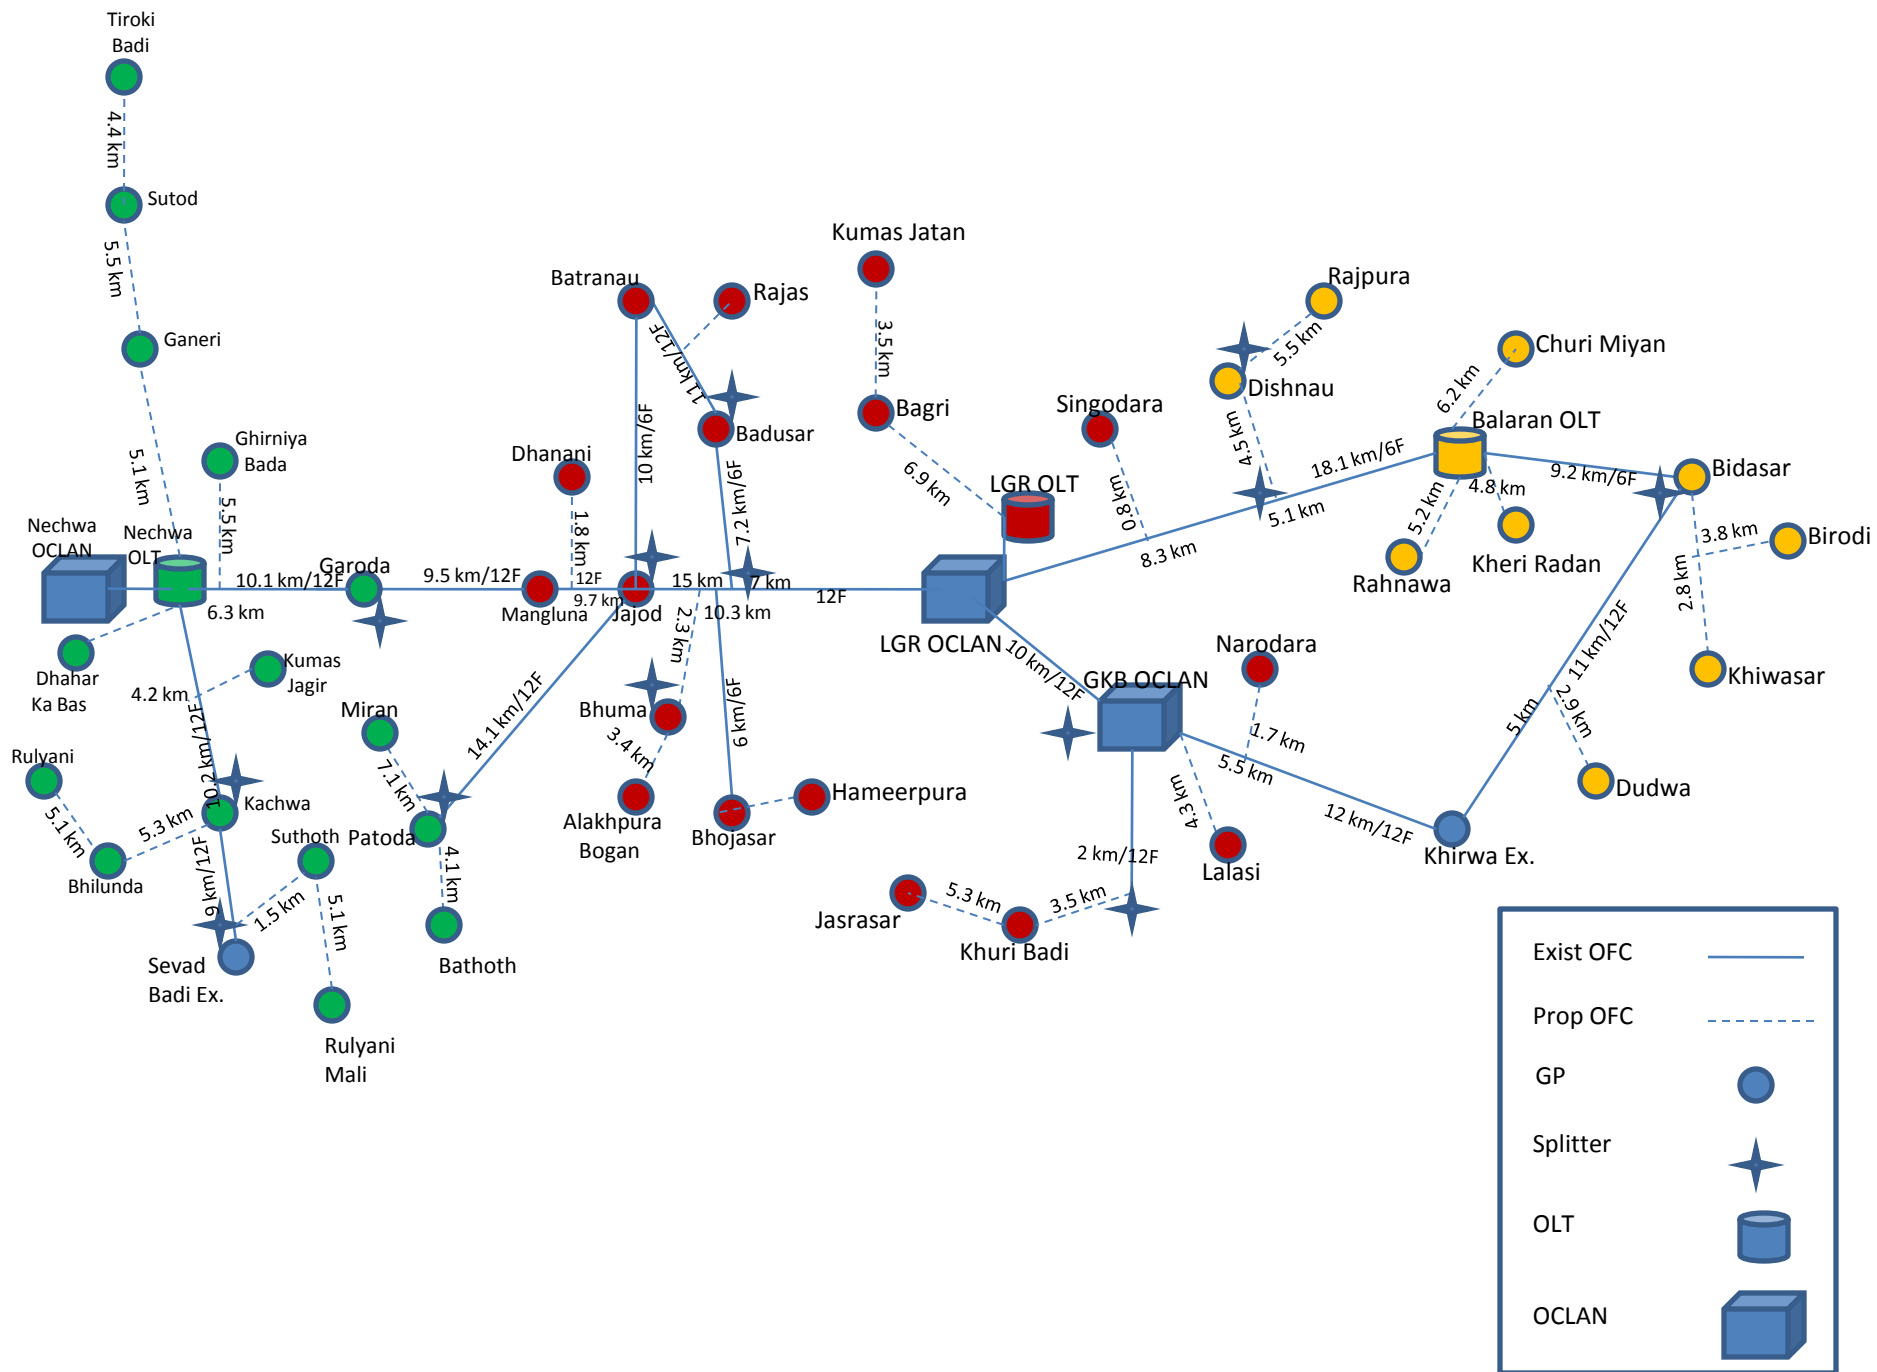 Tiroki
Badi
4.4 km
Sutod
5.5 km
Ganeri
5.1 km
Ghirniya
Bada
5.5 km
Nechwa
OCLAN
Nechwa
OLT
10.1 km/12F
6.3 km
Garoda
9.5 km/12F
Dhahar
Ka Bas
4.2 km
Kumas
Jagir
10.2 km/12F
Rulyani
5.1 km
Bhilunda
5.3 km
Kachwa
9 km/12F
Suthoth
1.5 km
5.1 km
Sevad
Badi Ex.
Rulyani
Mali
Miran
7.1 km
Patoda
4.1 km
Bathoth
14.1 km/12F
Batranau
Rajas
11 km/12F
10 km/6F
Badusar
7.2 km/6F
Dhanani
1.8 km
12F
9.7 km
Mangluna
Jajod
15 km
7 km
10.3 km
12F
2.3 km
Bhuma
3.4 km
Alakhpura
Bogan
6 km/6F
Bhojasar
Hameerpura
Kumas Jatan
3.5 km
Bagri
6.9 km
LGR OLT
LGR OCLAN
Singodara
0.8 km
8.3 km
5.1 km
18.1 km/6F
Rajpura
5.5 km
Dishnau
4.5 km
Churi Miyan
6.2 km
Balaran OLT
9.2 km/6F
4.8 km
5.2 km
Rahnawa
Kheri Radan
Bidasar
3.8 km
Birodi
2.8 km
Khiwasar
11 km/12F
5 km
2.9 km
Dudwa
10 km/12F
GKB OCLAN
Narodara
1.7 km
5.5 km
12 km/12F
Khirwa Ex.
4.3 km
Lalasi
2 km/12F
3.5 km
5.3 km
Jasrasar
Khuri Badi
Exist OFC
Prop OFC
GP
Splitter
OLT
OCLAN